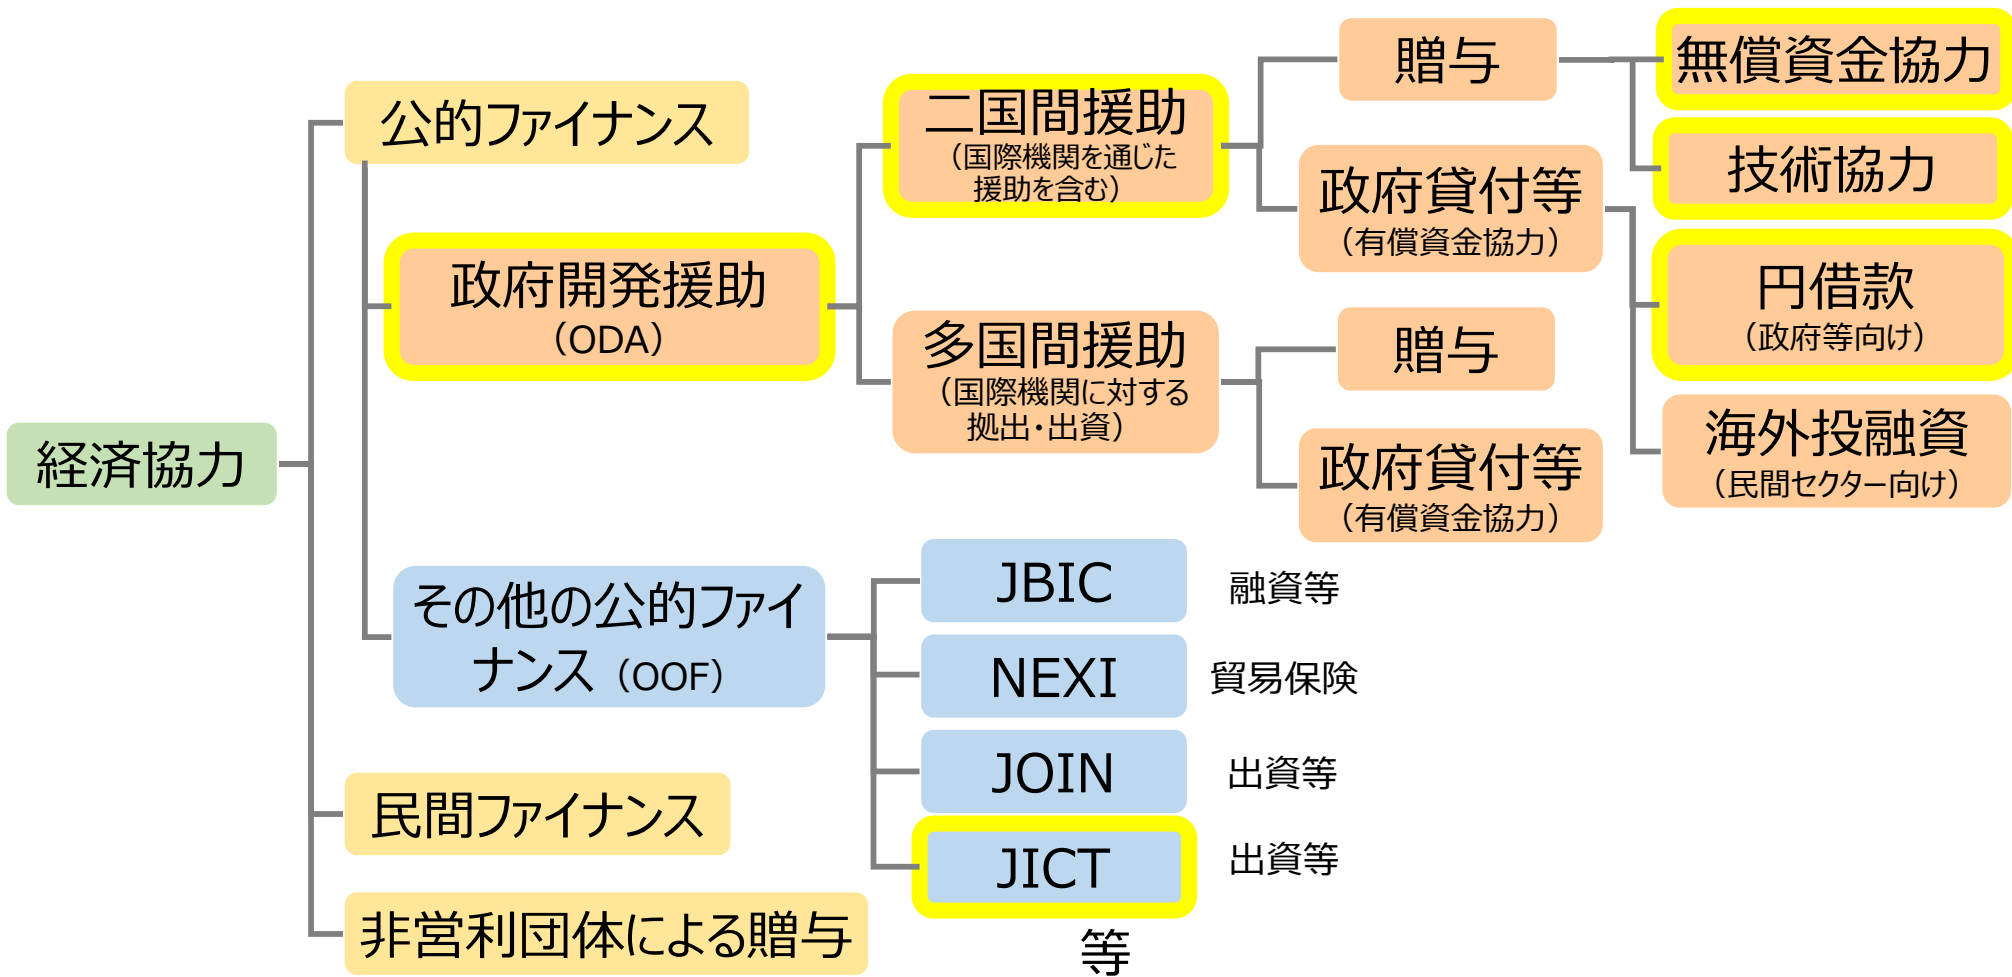 経済協力
公的ファイナンス
政府開発援助
（ODA）
二国間援助
（国際機関を通じた
援助を含む）
贈与
無償資金協力
技術協力
政府貸付等
（有償資金協力）
円借款
（政府等向け）
海外投融資
（民間セクター向け）
多国間援助
（国際機関に対する
拠出・出資）
贈与
政府貸付等
（有償資金協力）
その他の公的ファイ
ナンス（OOF）
JBIC
融資等
NEXI
貿易保険
JOIN
出資等
JICT
出資等
等
民間ファイナンス
非営利団体による贈与